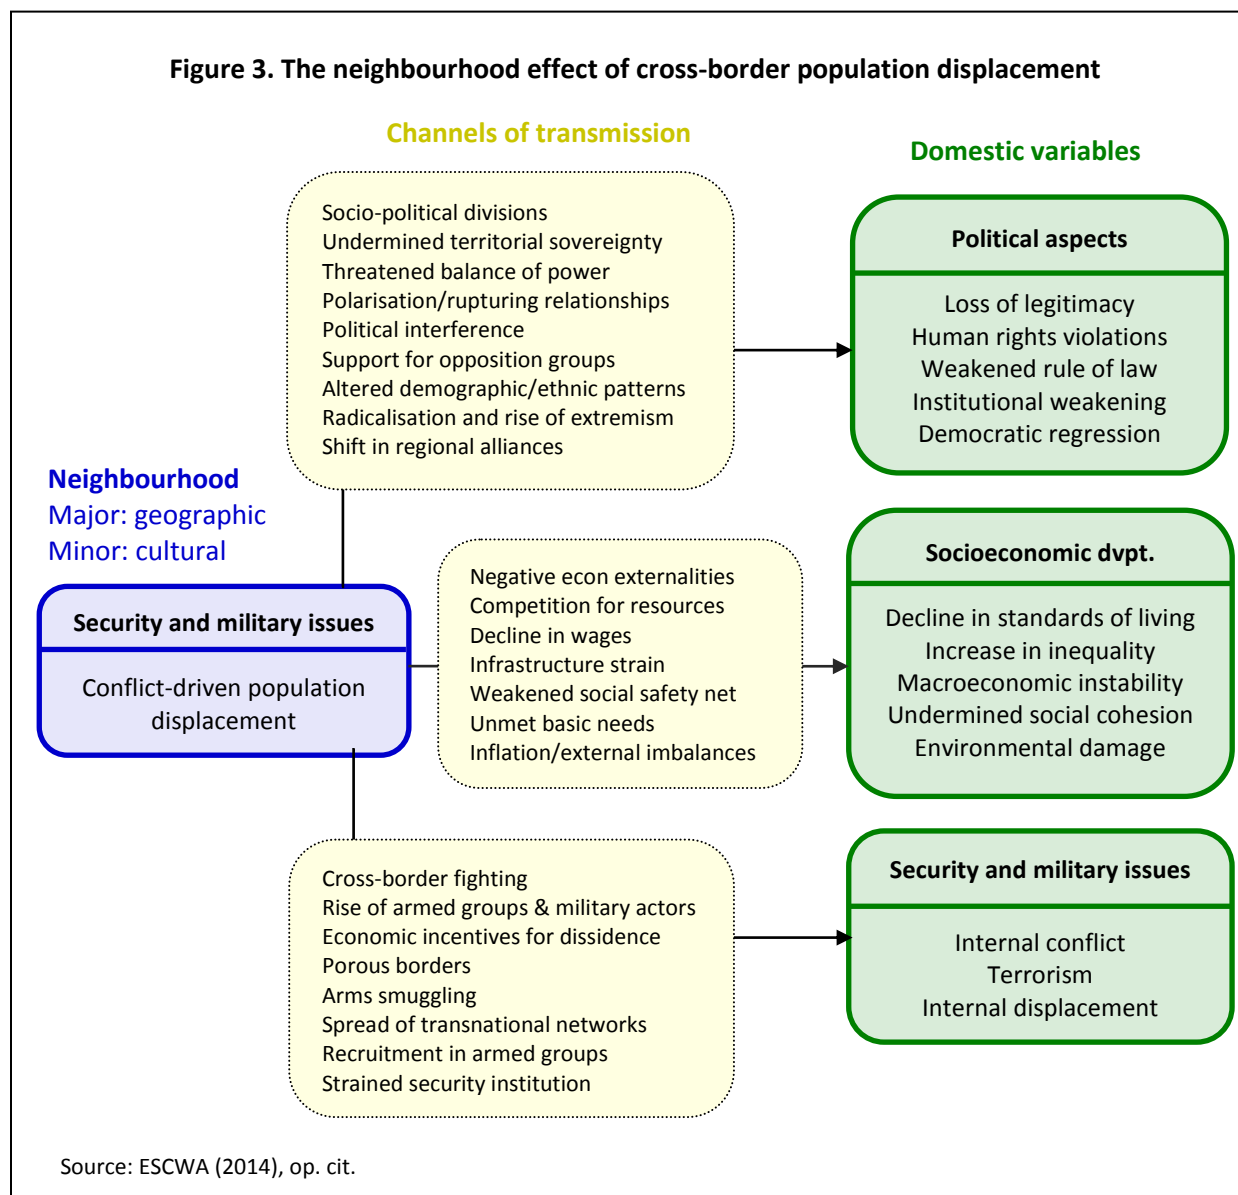 Figure 3. The neighbourhood effect of cross-border population displacement
Channels of transmission
Domestic variables
Neighbourhood
Major: geographic
Minor: cultural
Security and military issues
Conflict-driven population
displacement
Socio-political divisions
Undermined territorial sovereignty
Threatened balance of power
Polarisation/rupturing relationships
Political interference
Support for opposition groups
Altered demographic/ethnic patterns
Radicalisation and rise of extremism
Shift in regional alliances
Political aspects
Loss of legitimacy
Human rights violations
Weakened rule of law
Institutional weakening
Democratic regression
Negative econ externalities
Competition for resources
Decline in wages
Infrastructure strain
Weakened social safety net
Unmet basic needs
Inflation/external imbalances
Socioeconomic dvpt.
Decline in standards of living
Increase in inequality
Macroeconomic instability
Undermined social cohesion
Environmental damage
Cross-border fighting
Rise of armed groups & military actors
Economic incentives for dissidence
Porous borders
Arms smuggling
Spread of transnational networks
Recruitment in armed groups
Strained security institution
Security and military issues
Internal conflict
Terrorism
Internal displacement
Source: ESCWA (2014), op. cit.